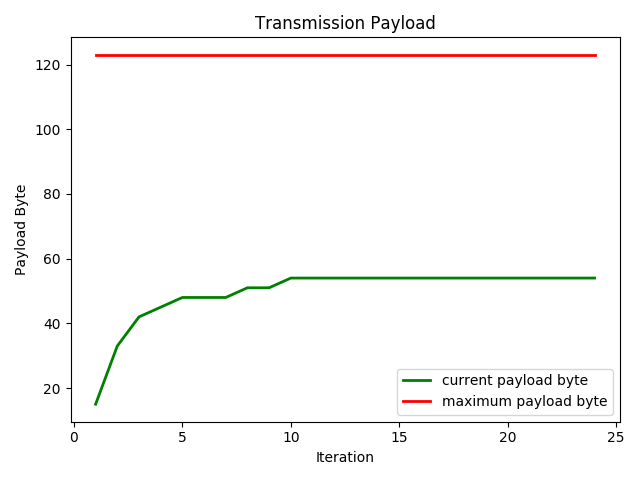 Transmission Payload
Payload Byte
120
100
80
60
40
20
0
5
10
15
20
25
Iteration
current payload byte
maximum payload byte